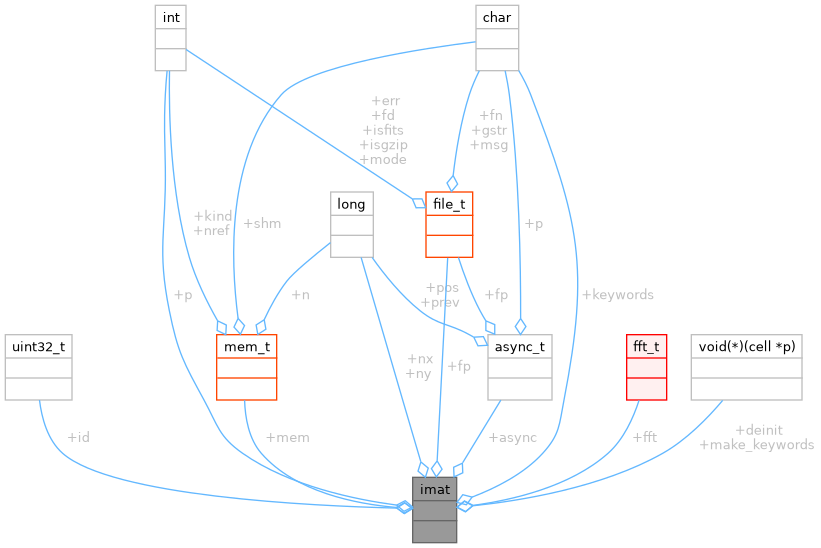 int
char
+err
+fd
+isfits
+isgzip
+mode
+fn
+gstr
+msg
long
file_t
+kind
+nref
+shm
+p
+p
+n
+pos
+prev
+fp
+keywords
uint32_t
mem_t
async_t
fft_t
void(*)(cell *p)
+nx
+ny
+fp
+id
+mem
+async
+fft
+deinit
+make_keywords
imat